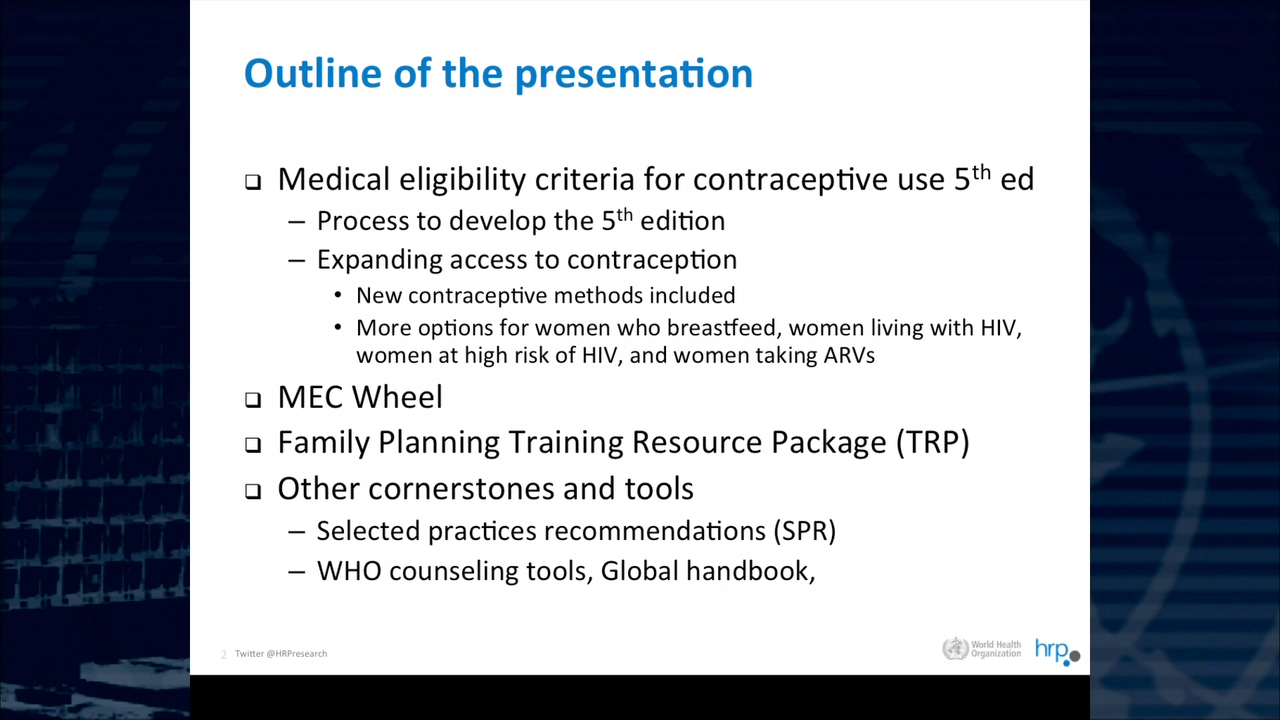 Outline of the presentation
❑ Medical eligibility criteria for contraceptive use 5th ed
– Process to develop the 5th edition
– Expanding access to contraception
• New contraceptive methods included
• More options for women who breastfeed, women living with HIV,
women at high risk of HIV, and women taking ARVs
❑ MEC Wheel
❑ Family Planning Training Resource Package (TRP)
❑ Other cornerstones and tools
– Selected practices recommendations (SPR)
– WHO counseling tools, Global handbook,
2 Twitter @HRPresearch
World Health
Organization
hrp